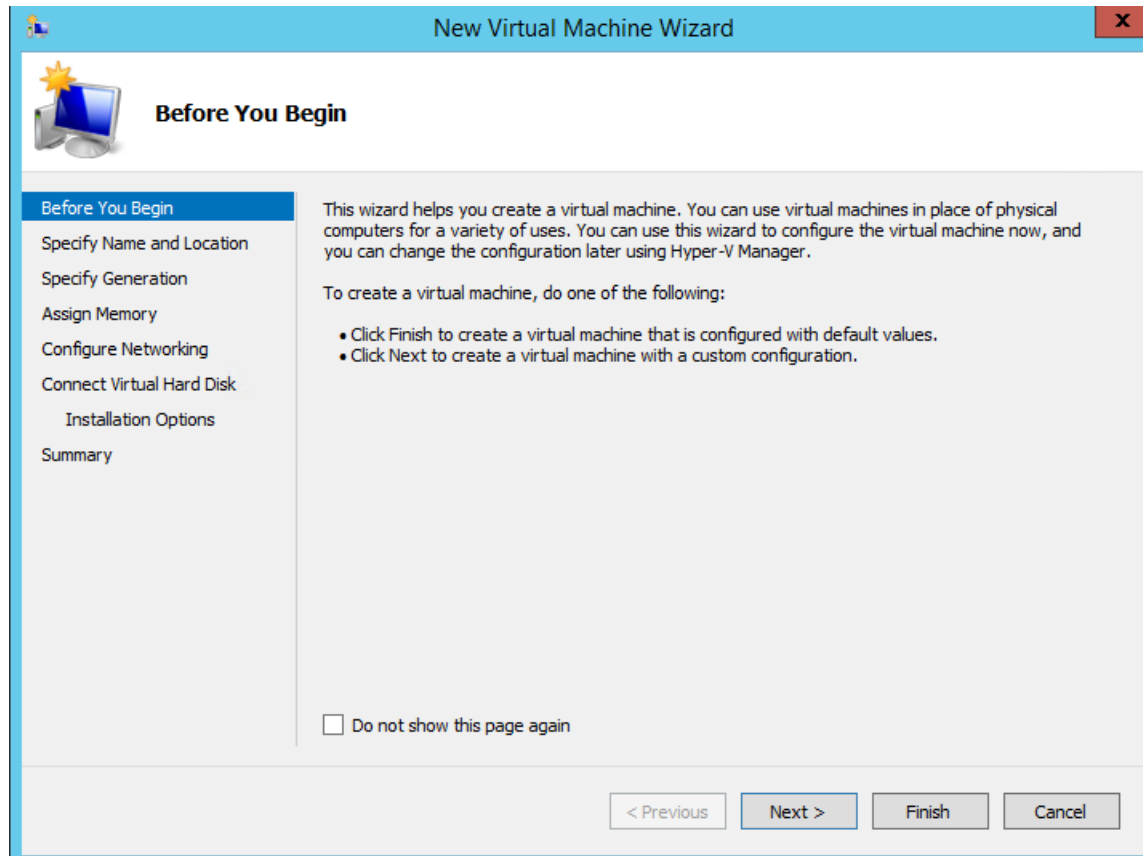 New Virtual Machine Wizard
X
Before You Begin
Before You Begin
Specify Name and Location
Specify Generation
Assign Memory
Configure Networking
Connect Virtual Hard Disk
Installation Options
Summary
This wizard helps you create a virtual machine. You can use virtual machines in place of physical
computers for a variety of uses. You can use this wizard to configure the virtual machine now, and
you can change the configuration later using Hyper-V Manager.
To create a virtual machine, do one of the following:
• Click Finish to create a virtual machine that is configured with default values.
• Click Next to create a virtual machine with a custom configuration.
Do not show this page again
< Previous
Next >
Finish
Cancel